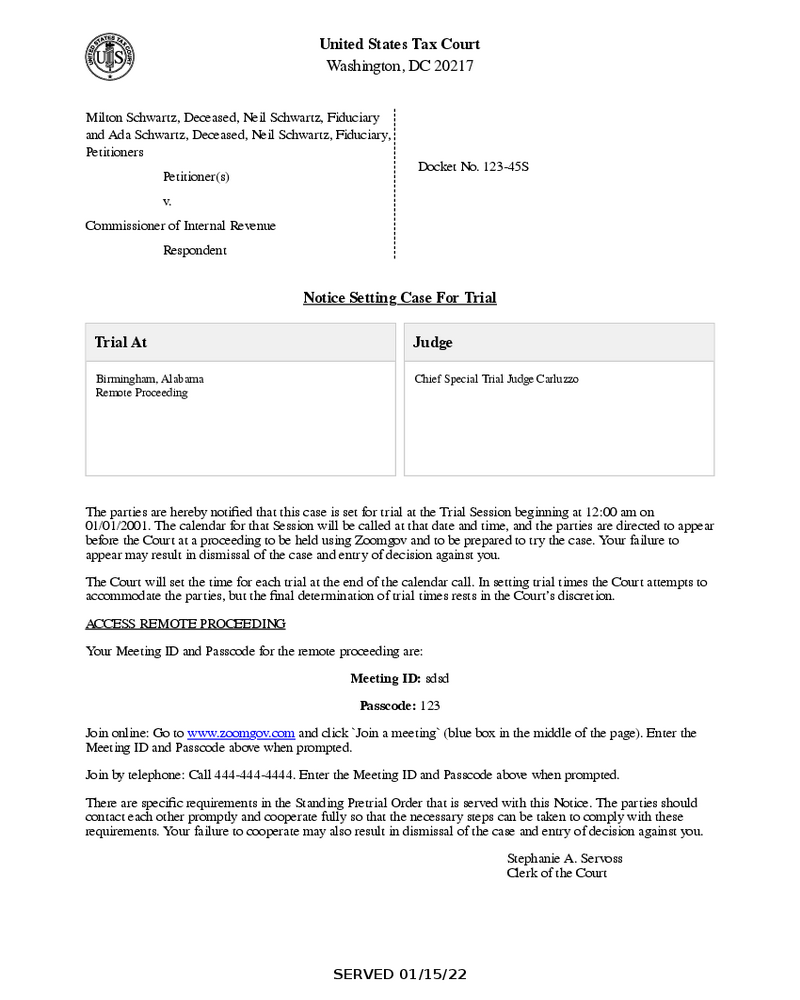 UNITED STATES TAX COURT
US
United States Tax Court
Washington, DC 20217
Milton Schwartz, Deceased, Neil Schwartz, Fiduciary
and Ada Schwartz, Deceased, Neil Schwartz, Fiduciary,
Petitioners
Petitioner(s)
v.
Commissioner of Internal Revenue
Respondent
Docket No. 123-45S
Notice Setting Case For Trial
Trial At
Birmingham, Alabama
Remote Proceeding
Judge
Chief Special Trial Judge Carluzzo
The parties are hereby notified that this case is set for trial at the Trial Session beginning at 12:00 am on
01/01/2001. The calendar for that Session will be called at that date and time, and the parties are directed to appear
before the Court at a proceeding to be held using Zoomgov and to be prepared to try the case. Your failure to
appear may result in dismissal of the case and entry of decision against you.
The Court will set the time for each trial at the end of the calendar call. In setting trial times the Court attempts to
accommodate the parties, but the final determination of trial times rests in the Court's discretion.
ACCESS REMOTE PROCEEDING
Your Meeting ID and Passcode for the remote proceeding are:
Meeting ID: sdsd
Passcode: 123
Join online: Go to www.zoomgov.com and click `Join a meeting` (blue box in the middle of the page). Enter the
Meeting ID and Passcode above when prompted.
Join by telephone: Call 444-444-4444. Enter the Meeting ID and Passcode above when prompted.
There are specific requirements in the Standing Pretrial Order that is served with this Notice. The parties should
contact each other promptly and cooperate fully so that the necessary steps can be taken to comply with these
requirements. Your failure to cooperate may also result in dismissal of the case and entry of decision against you.
Stephanie A. Servoss
Clerk of the Court
SERVED 01/15/22